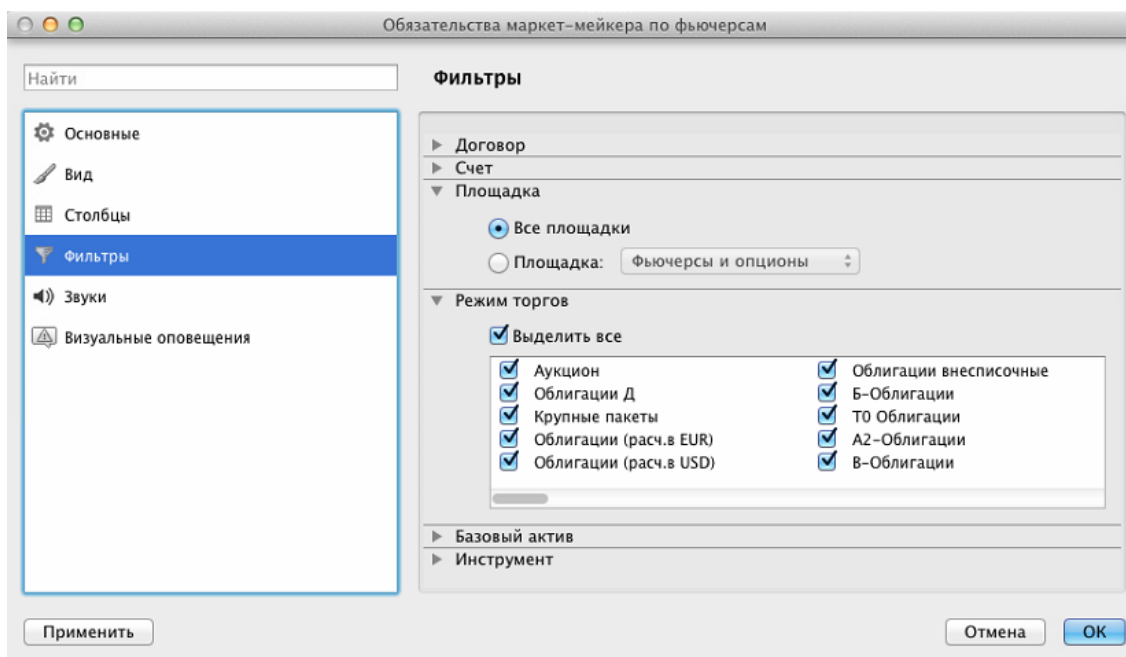 Обязательства маркет-мейкера по фьючерсам
Найти
Основные
Вид
Столбцы
Фильтры
Звуки
Визуальные оповещения
Фильтры
Договор
Счет
Площадка
Все площадки
Площадка: Фьючерсы и опционы
Режим торгов
Выделить все
Аукцион Облигации внесписочные
Облигации Д Б-Облигации
Крупные пакеты Т0 Облигации
Облигации (расч.в EUR) А2-Облигации
Облигации (расч.в USD) В-Облигации
Базовый актив
Инструмент
Применить Отмена ОК